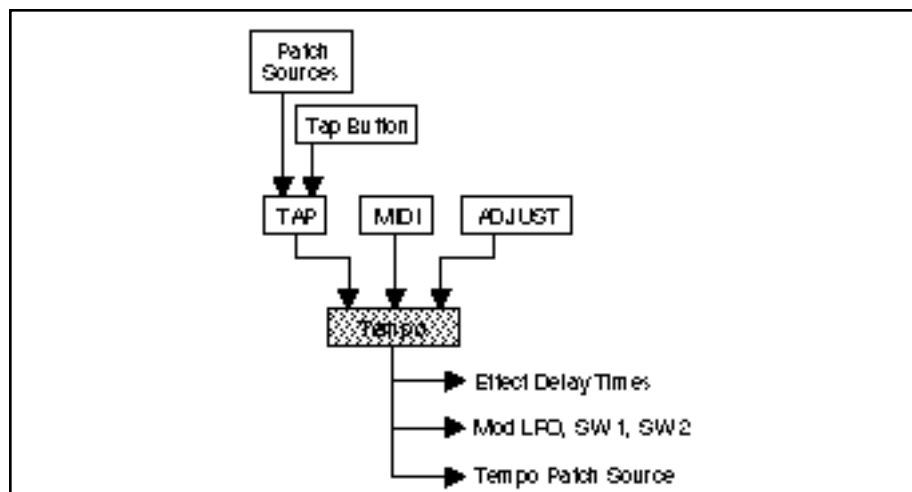 Patch
Sources
Tap Button
TAP
MIDI
ADJUST
Tempo
Effect Delay Times
Mod LFO, SW 1, SW 2
Tempo Patch Source